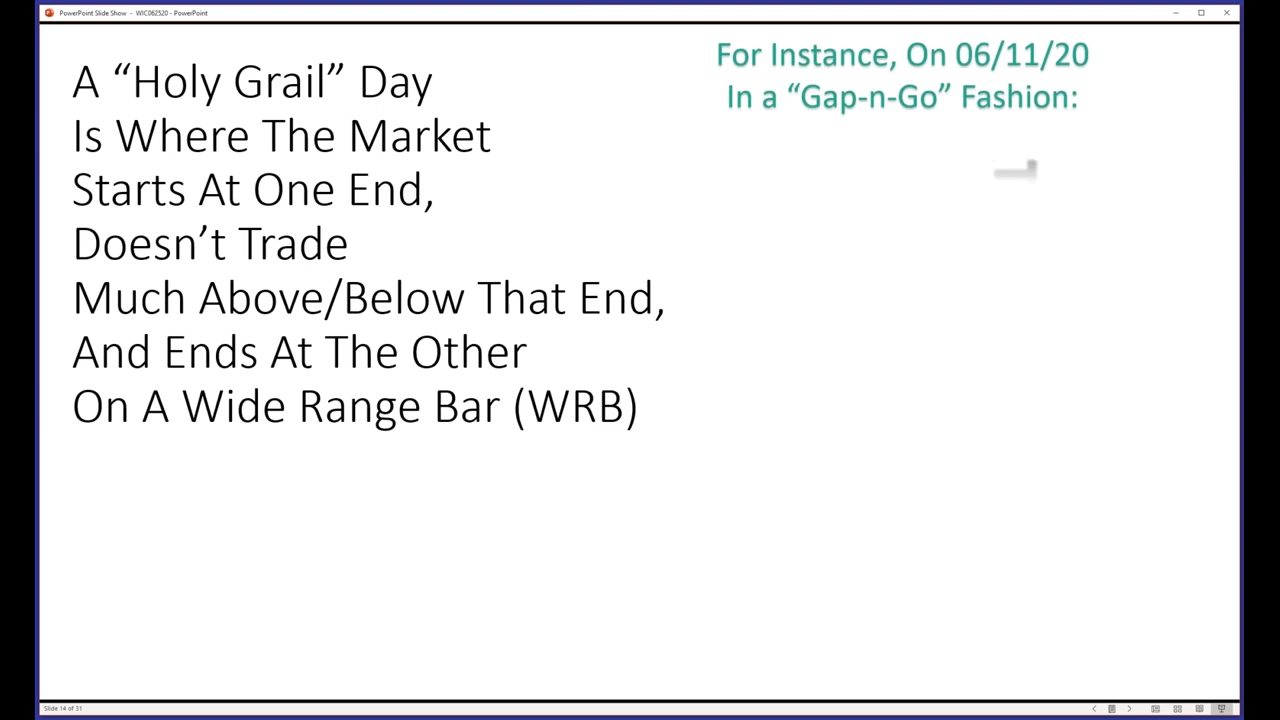 PowerPoint Slide Show - WIC062520 - PowerPoint
A “Holy Grail” Day
Is Where The Market
Starts At One End,
Doesn’t Trade
Much Above/Below That End,
And Ends At The Other
On A Wide Range Bar (WRB)
For Instance, On 06/11/20
In a “Gap-n-Go” Fashion:
Slide 14 of 31